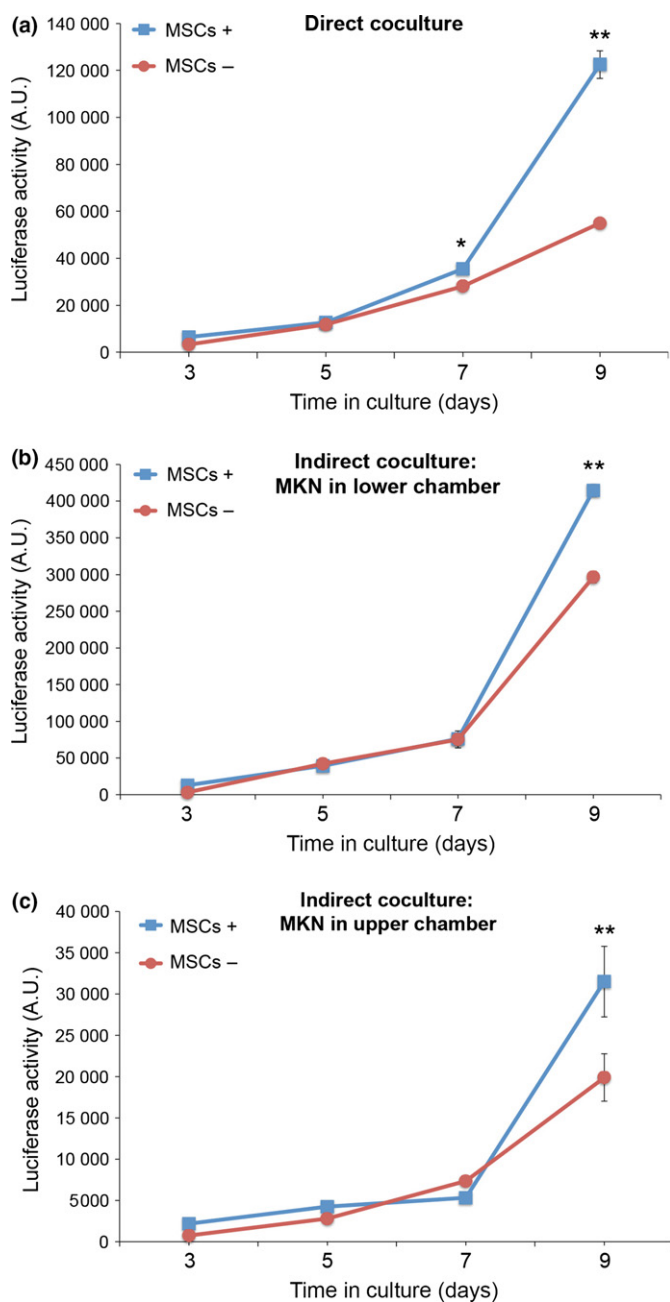 (a)
Direct coculture
MSCs +
MSCs –
**
*
Luciferase activity (A.U.)
140 000
120 000
100 000
80 000
60 000
40 000
20 000
0
3 5 7 9
Time in culture (days)
(b)
Indirect coculture:
MKN in lower chamber
MSCs +
MSCs –
**
Luciferase activity (A.U.)
450 000
400 000
350 000
300 000
250 000
200 000
150 000
100 000
50 000
0
3 5 7 9
Time in culture (days)
(c)
Indirect coculture:
MKN in upper chamber
MSCs +
MSCs –
**
Luciferase activity (A.U.)
40 000
35 000
30 000
25 000
20 000
15 000
10 000
5000
0
3 5 7 9
Time in culture (days)